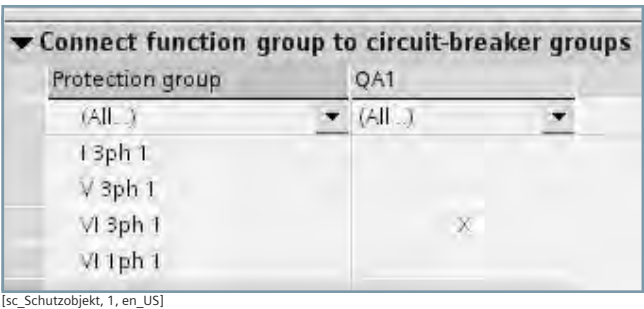 Connect function group to circuit-breaker groups
Protection group QA1
(All...) (All...)
I 3ph 1
V 3ph 1
VI 3ph 1 X
VI 1ph 1
[sc_Schutzobjekt, 1, en_US]